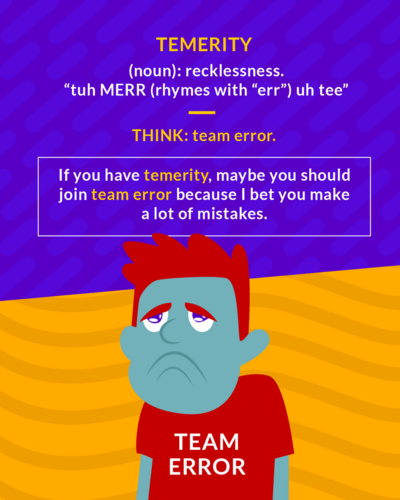 TEMERITY
(noun): recklessness.
“tuh MERR (rhymes with “err”) uh tee”
THINK: team error.
If you have temerity, maybe you should
join team error because I bet you make
a lot of mistakes.
TEAM
ERROR